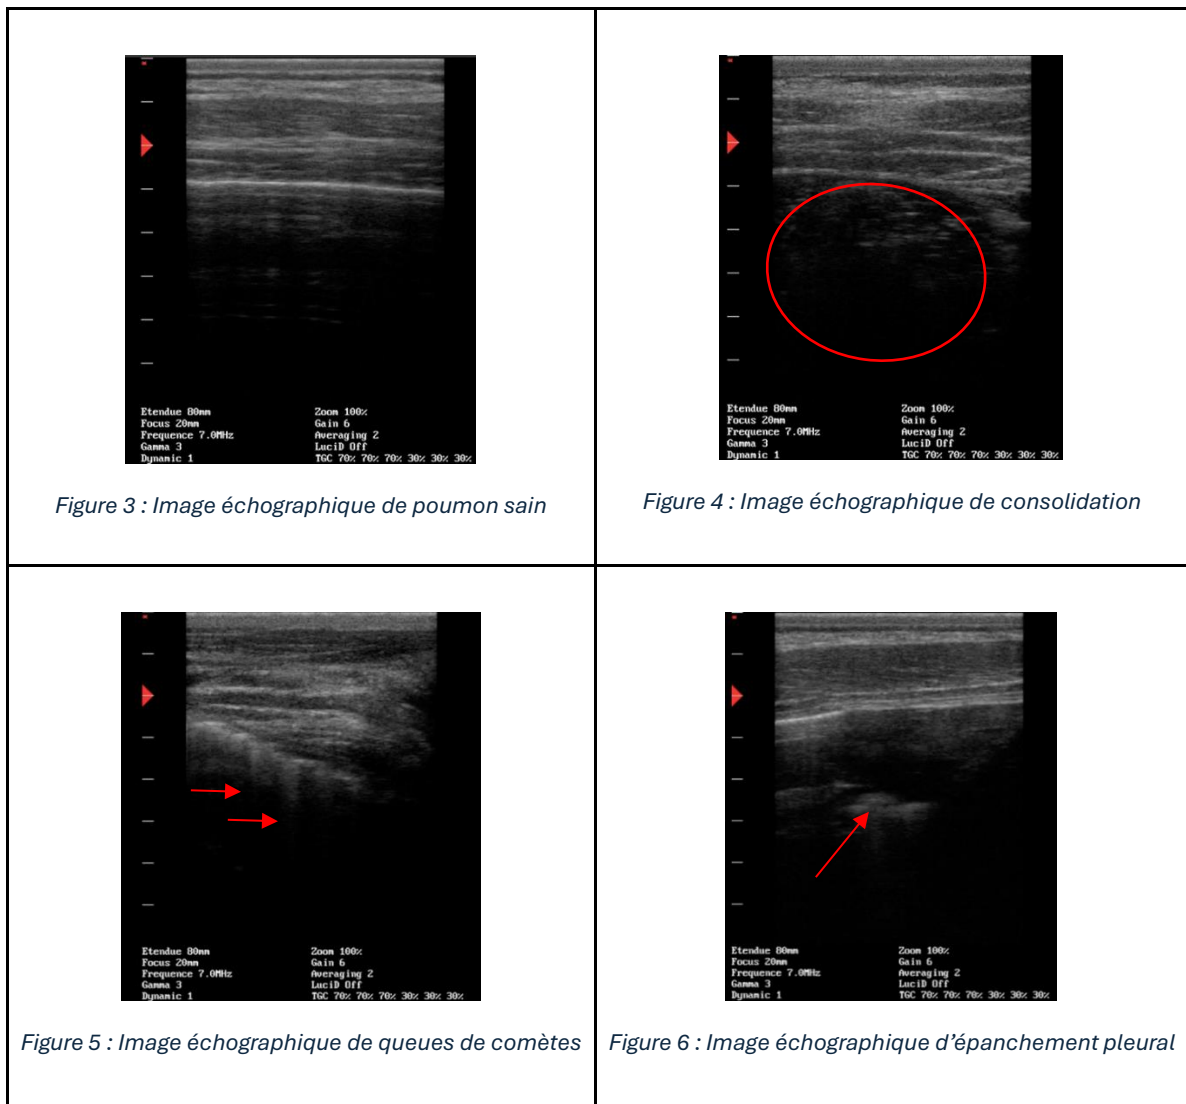 Etendue 80mm Zoom 100%
Focus 20mm Gain 6
Frequence 7.0MHz Averaging 2
Gamma 3 LuciD Off
Dynamic 1 TGC 70% 70% 70% 30% 30% 30%
Figure 3 : Image échographique de poumon sain
Etendue 80mm Zoom 100%
Focus 20mm Gain 6
Frequence 7.0MHz Averaging 2
Gamma 3 LuciD Off
Dynamic 1 TGC 70% 70% 70% 30% 30% 30%
Figure 4 : Image échographique de consolidation
Etendue 80mm Zoom 100%
Focus 20mm Gain 6
Frequence 7.0MHz Averaging 2
Gamma 3 LuciD Off
Dynamic 1 TGC 70% 70% 70% 30% 30% 30%
Figure 5 : Image échographique de queues de comètes
Etendue 80mm Zoom 100%
Focus 20mm Gain 6
Frequence 7.0MHz Averaging 2
Gamma 3 LuciD Off
Dynamic 1 TGC 70% 70% 70% 30% 30% 30%
Figure 6 : Image échographique d'épanchement pleural